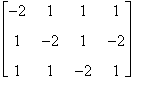 −2 1 1 1
1 −2 1 −2
1 1 −2 1